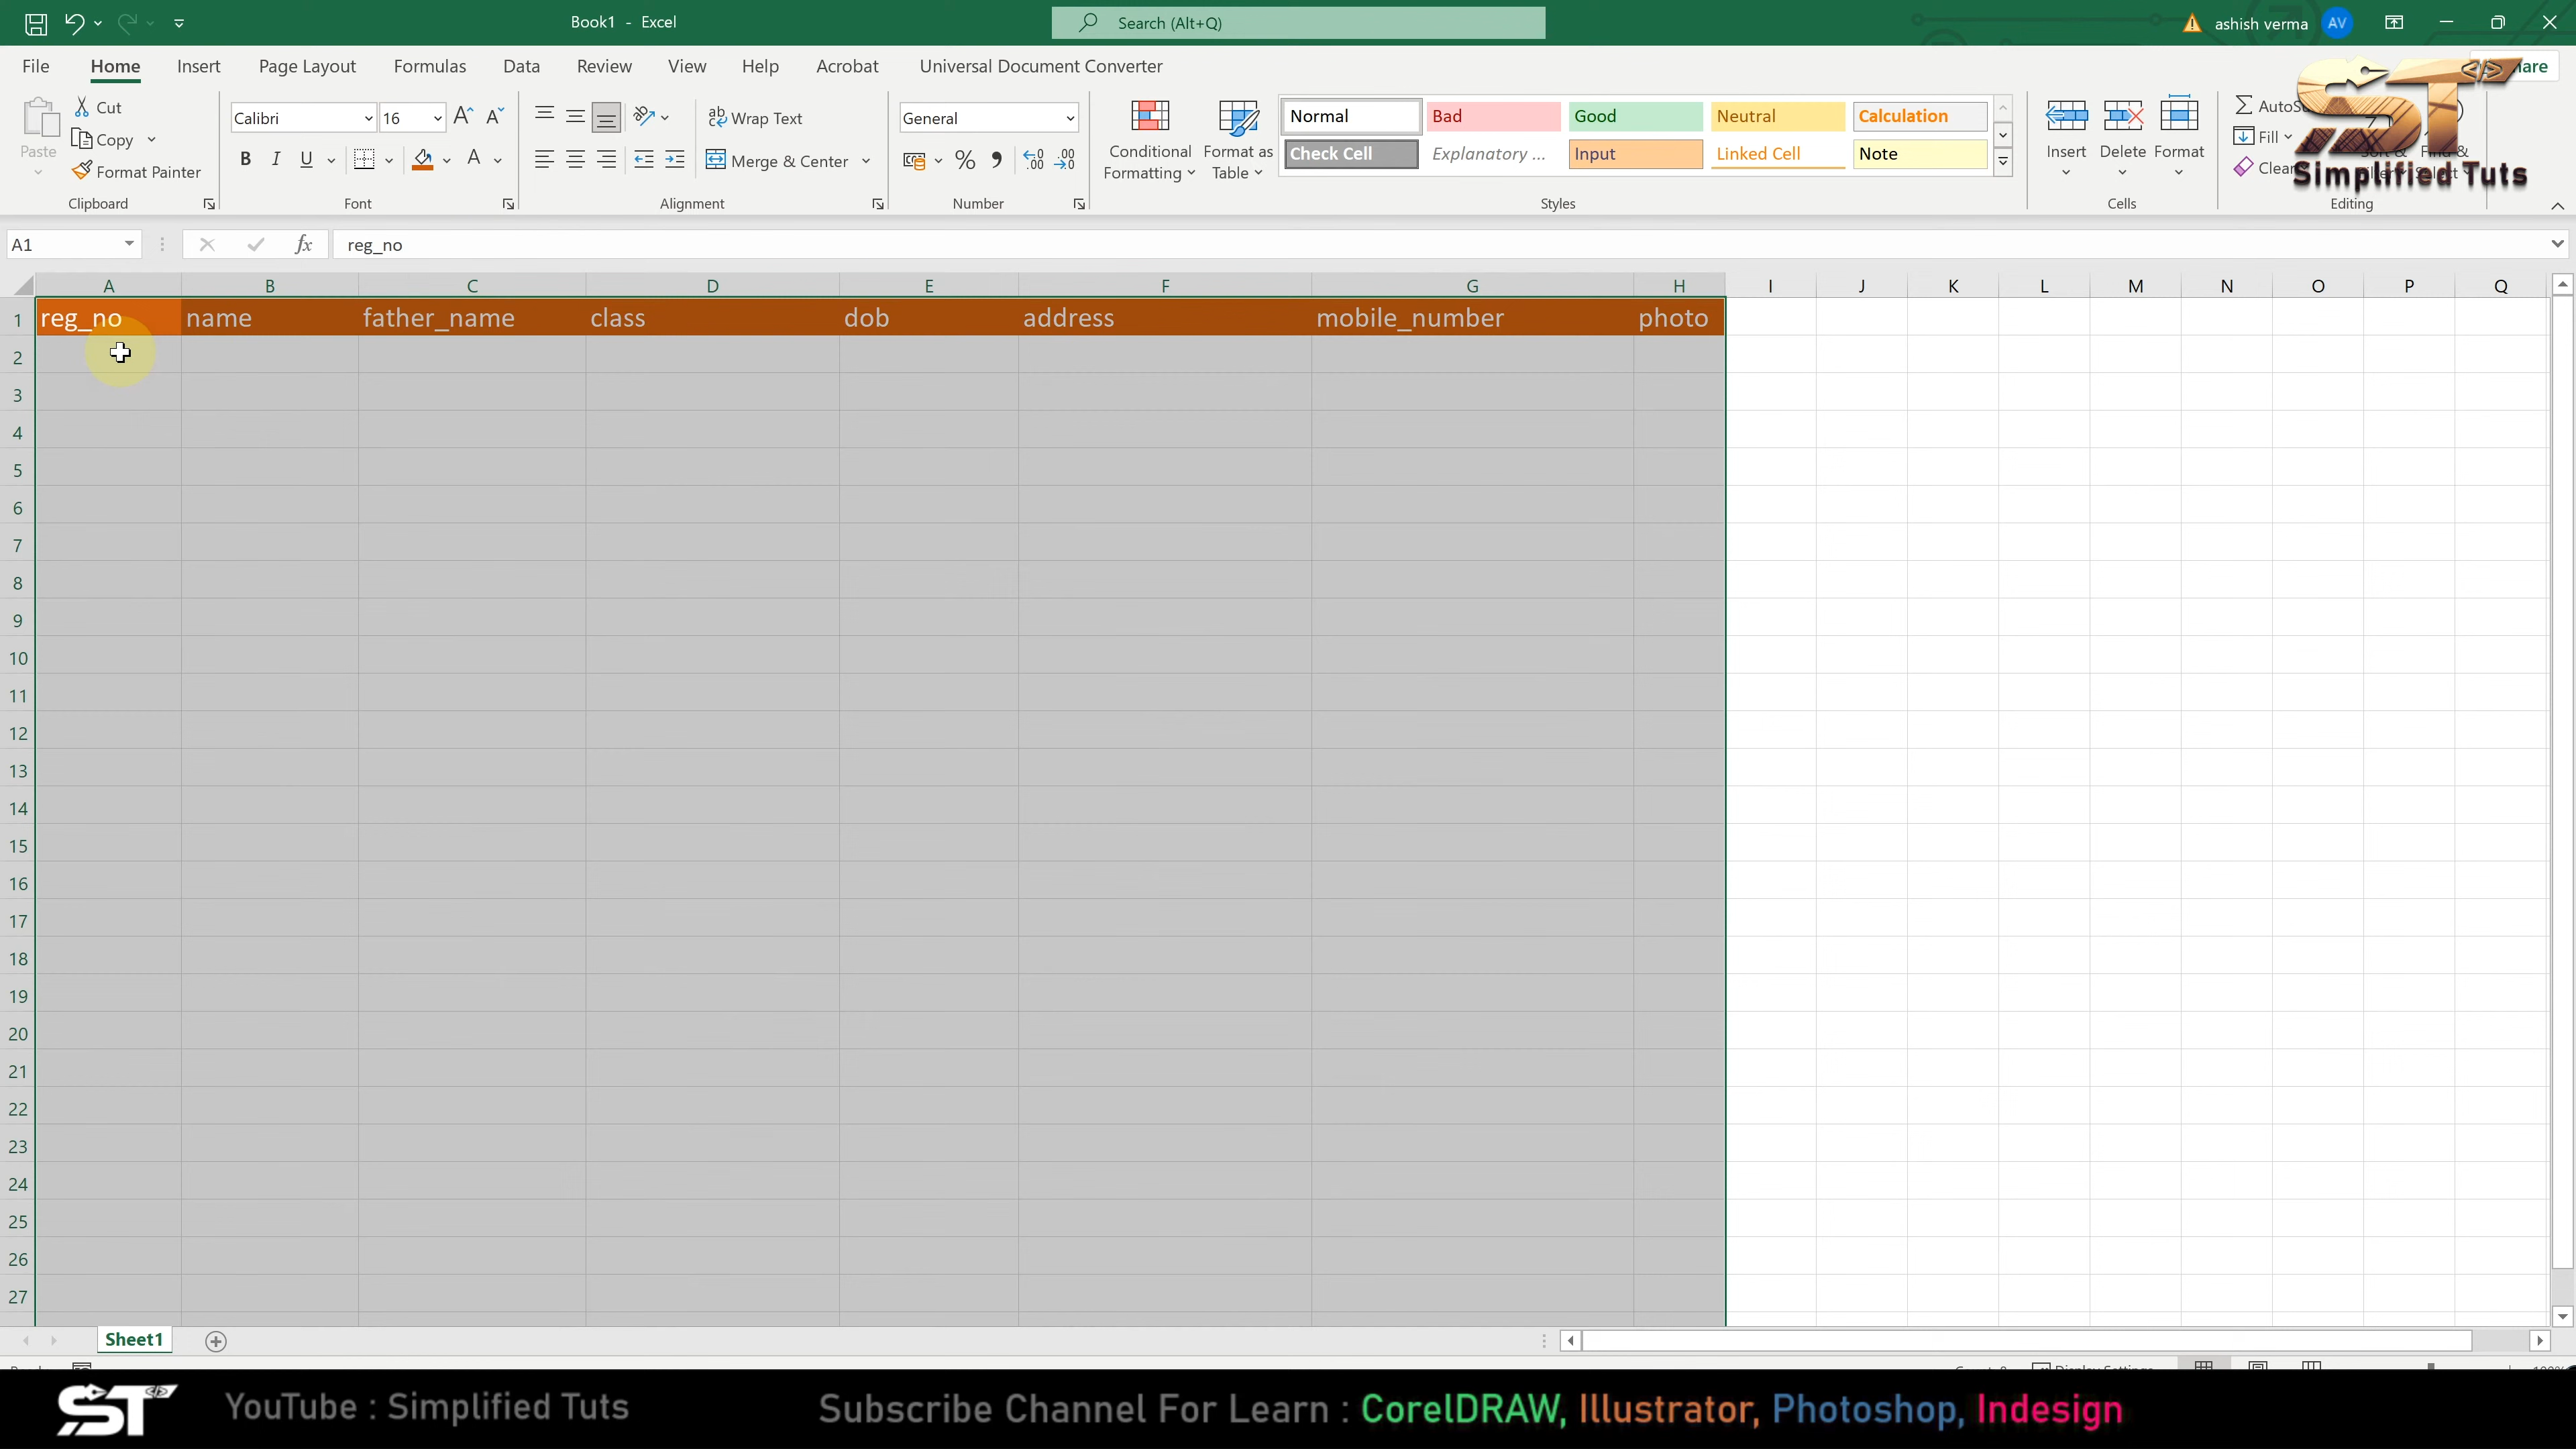 Book1 - Excel
Search (Alt+Q)
ashish verma AV
File Home Insert Page Layout Formulas Data Review View Help Acrobat Universal Document Converter
Paste
Cut
Copy
Format Painter
Clipboard
Calibri 16
B I U
Font
Wrap Text
Merge & Center
Alignment
General
Number
Conditional Formatting
Format as Table
Normal Bad Good Neutral Calculation
Check Cell Explanatory ... Input Linked Cell Note
Styles
Insert Delete Format
Cells
Fill
Clear
Editing
ST
Simplified Tuts
A1 fx reg_no
A B C D E F G H I J K L M N O P Q
1 reg_no name father_name class dob address mobile_number photo
2
3
4
5
6
7
8
9
10
11
12
13
14
15
16
17
18
19
20
21
22
23
24
25
26
27
Sheet1
ST YouTube : Simplified Tuts Subscribe Channel For Learn : CorelDRAW, Illustrator, Photoshop, Indesign